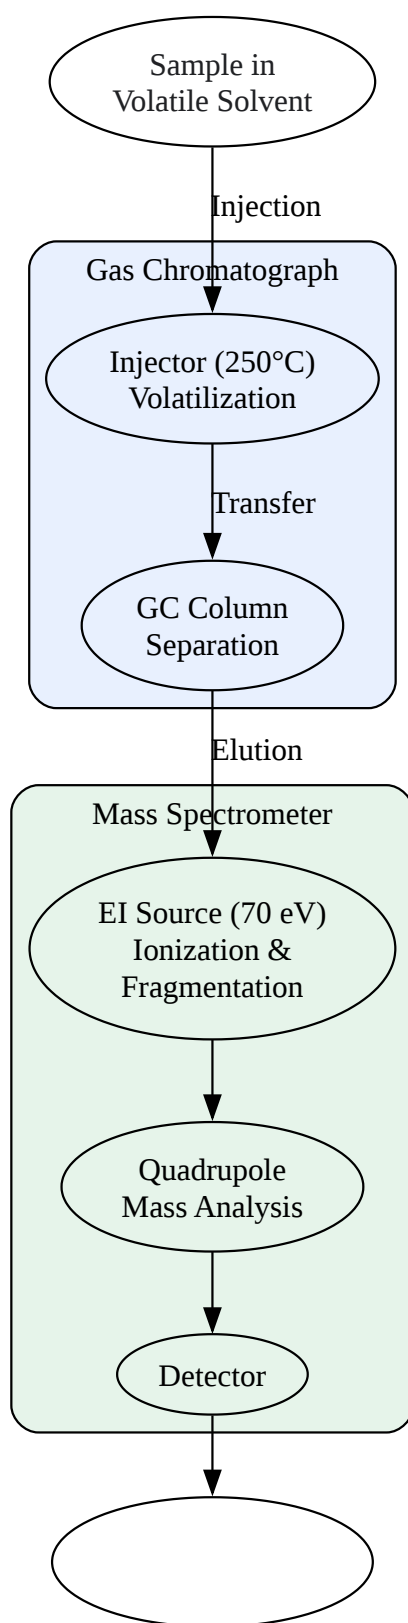 Sample in
Volatile Solvent
Injection
Gas Chromatograph
Injector (250°C)
Volatilization
Transfer
GC Column
Separation
Elution
Mass Spectrometer
EI Source (70 eV)
Ionization &
Fragmentation
Quadrupole
Mass Analysis
Detector